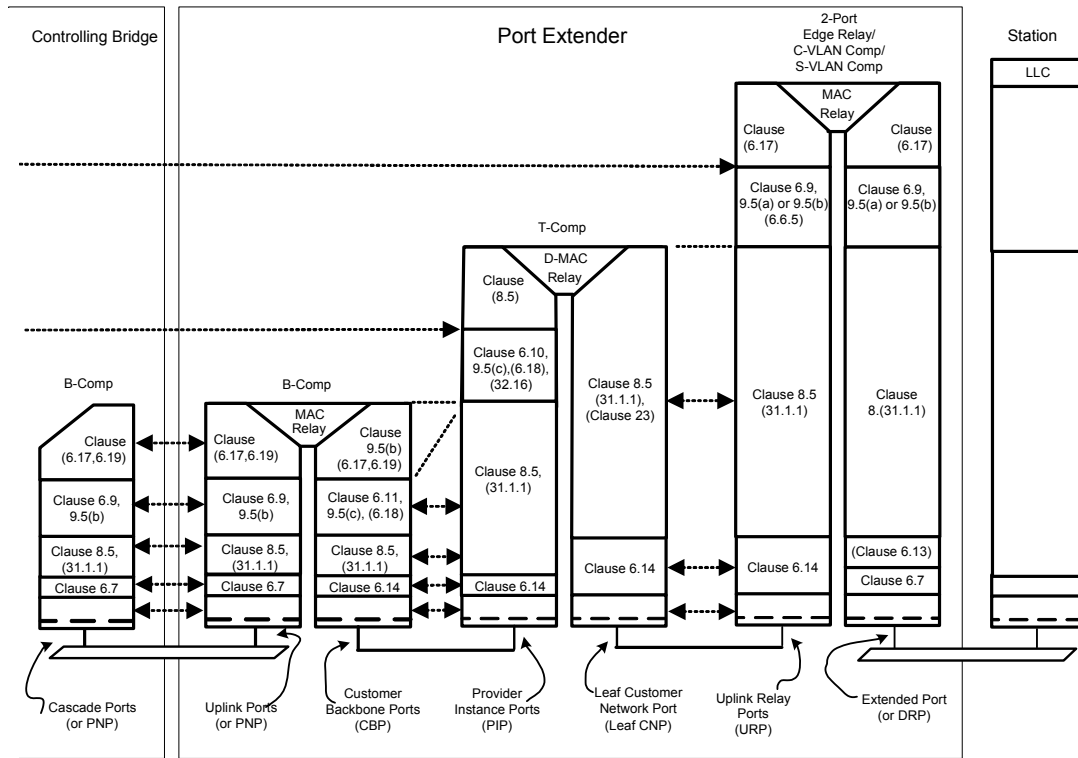 Controlling Bridge
Port Extender
2-Port
Edge Relay/
C-VLAN Comp/
S-VLAN Comp
Station
LLC
MAC
Relay
Clause
(6.17)
Clause
(6.17)
Clause 6.9,
9.5(a) or 9.5(b)
(6.6.5)
Clause 6.9,
9.5(a) or 9.5(b)
T-Comp
D-MAC
Relay
Clause
(8.5)
Clause 6.10,
9.5(c),(6.18),
(32.16)
Clause 8.5
(31.1.1),
(Clause 23)
Clause 8.5
(31.1.1)
Clause
8.(31.1.1)
B-Comp
B-Comp
MAC
Relay
Clause
(6.17,6.19)
Clause
(6.17,6.19)
Clause
9.5(b)
(6.17,6.19)
Clause 8.5,
(31.1.1)
Clause 6.9,
9.5(b)
Clause 6.9,
9.5(b)
Clause 6.11,
9.5(c), (6.18)
Clause 8.5,
(31.1.1)
Clause 8.5,
(31.1.1)
Clause 8.5,
(31.1.1)
(Clause 6.13)
Clause 6.7
Clause 6.7
Clause 6.14
Clause 6.14
Clause 6.14
Clause 6.14
Clause 6.7
Cascade Ports
(or PNP)
Uplink Ports
(or PNP)
Customer
Backbone Ports
(CBP)
Provider
Instance Ports
(PIP)
Leaf Customer
Network Port
(Leaf CNP)
Uplink Relay
Ports
(URP)
Extended Port
(or DRP)